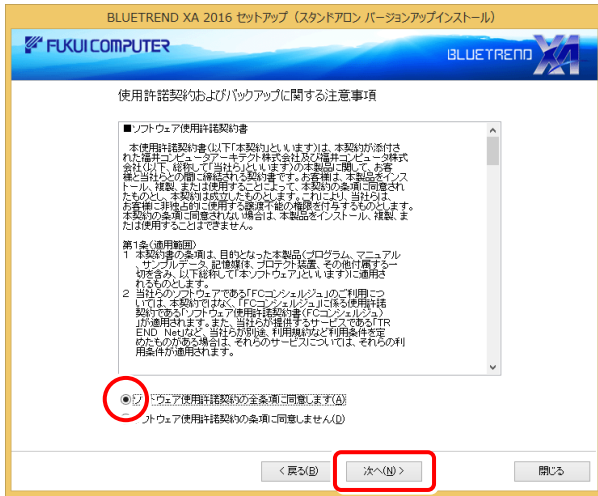 BLUETREND XA 2016 セットアップ (スタンドアロン バージョンアップインストール)
FUKUI COMPUTER
BLUETREND XA
使用許諾契約およびバックアップに関する注意事項
■ソフトウェア使用許諾契約書
本使用許諾契約書(以下「本契約」といいます)は、本契約が添付さ
れた福井コンピュータアーキテクト株式会社及び福井コンピュータ株式
会社(以下、総称して「当社ら」といいます)の本製品に関して、お客
様と当社らとの間に締結される契約書です。お客様は、本製品をインス
トール、複製、または使用することによって、本契約の条項に同意され
たものとし、本契約は成立したものとします。これにより、当社らは、
お客様に非独占的に使用する譲渡不能の権限を付与するものとします。
本契約の条項に同意されない場合は、本製品をインストール、複製、ま
たは使用することはできません。
第1条(適用範囲)
1 本契約書の条項は、目的となった本製品(プログラム、マニュアル
、サンプルデータ、記憶媒体、プロテクト装置、その他付属する一
切を含み、以下総称して「本ソフトウェア」といいます)に適用さ
れるものとします。
2 当社らのソフトウェアである「FCコンシェルジュ」のご利用につ
いては、本契約ではなく、「FCコンシェルジュ」に係る使用許諾
契約である「ソフトウェア使用許諾契約書(FCコンシェルジュ)
」が適用されます。また、当社らが提供するサービスである「TR
END Net」など、当社らが別途、利用規約など利用条件を定
めたものがある場合は、それらのサービスについては、それらの利
用条件が適用されます。
ソフトウェア使用許諾契約の全条項に同意します(A)
ソフトウェア使用許諾契約の条項に同意しません(D)
< 戻る(B)
次へ(N) >
閉じる